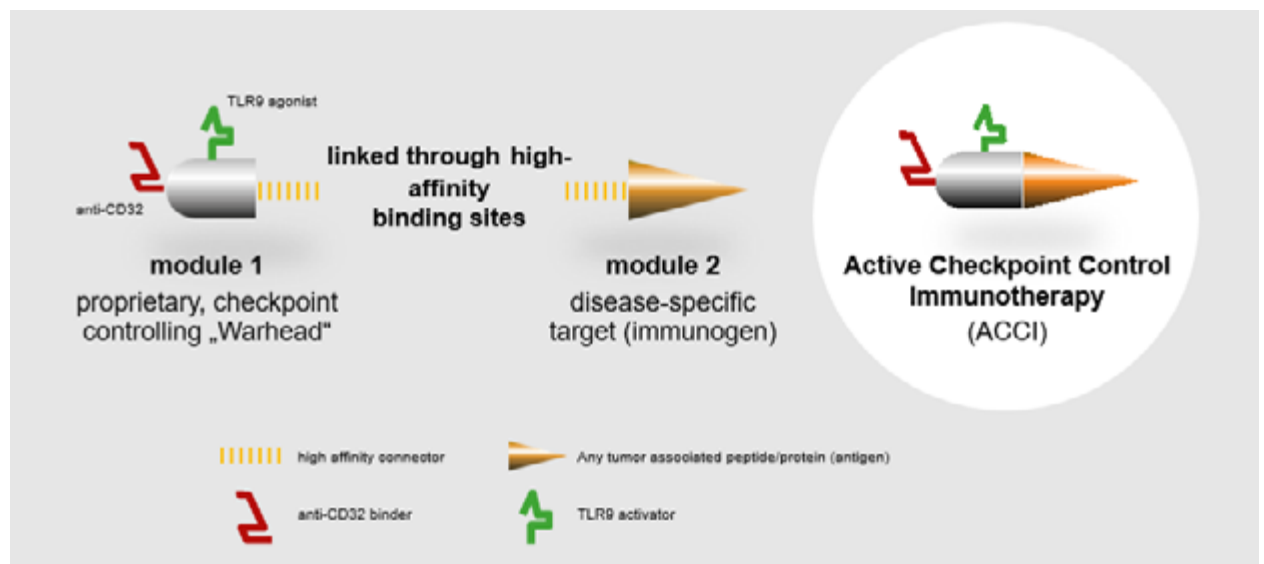 TLR9 agonist
anti-CD32
linked through high-
affinity
binding sites
module 1
proprietary, checkpoint
controlling „Warhead“
module 2
disease-specific
target (immunogen)
Active Checkpoint Control
Immunotherapy
(ACCI)
high affinity connector
Any tumor associated peptide/protein (antigen)
anti-CD32 binder
TLR9 activator